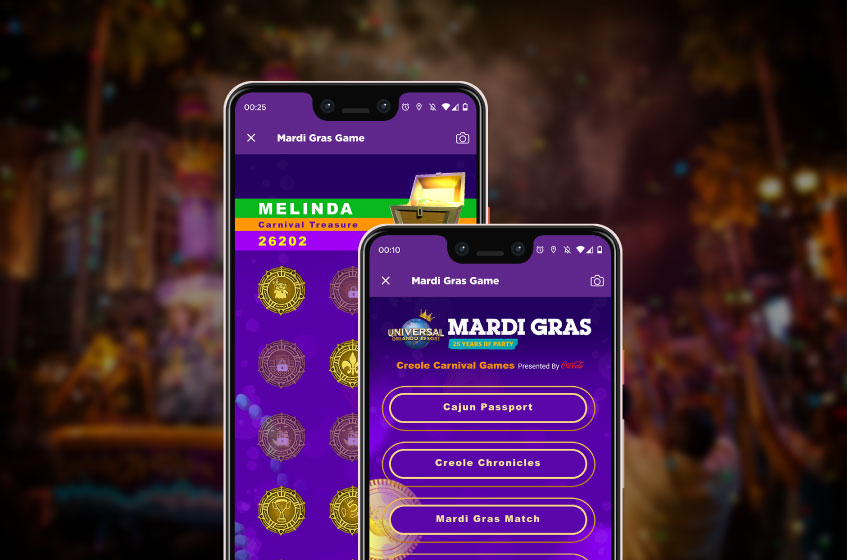 00:25
Mardi Gras Game
MELINDA
Carnival Treasure
26202
00:10
Mardi Gras Game
UNIVERSAL
ORLANDO RESORT
MARDI GRAS
25 YEARS OF PARTY
Creole Carnival Games Presented By Coca-Cola
Cajun Passport
Creole Chronicles
Mardi Gras Match